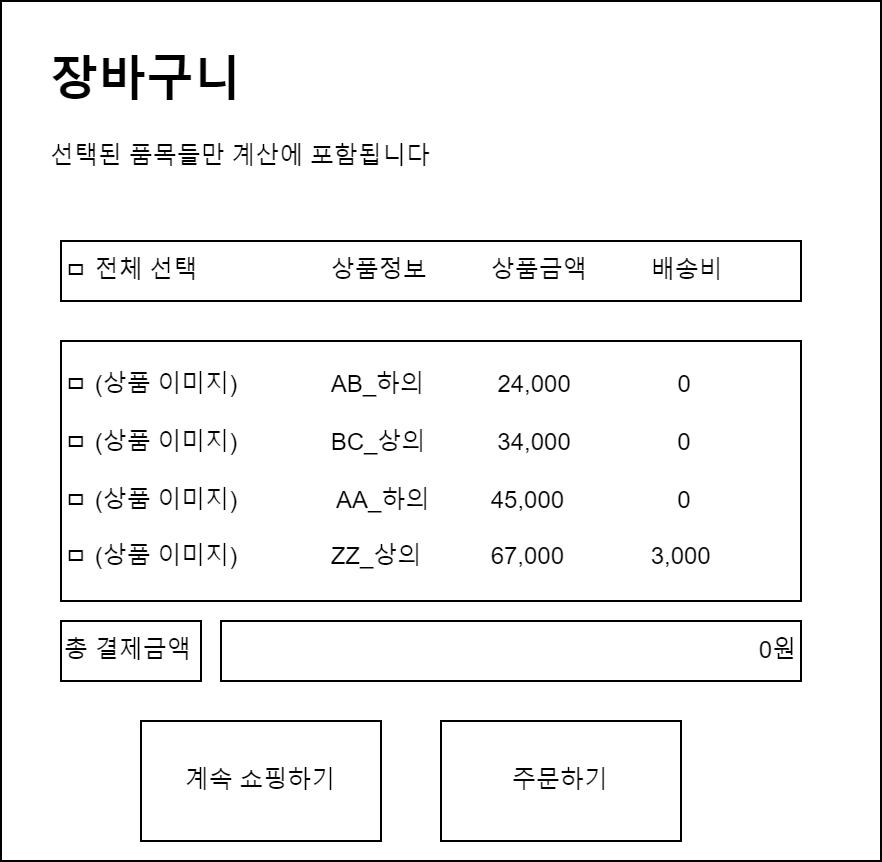 장바구니
선택된 품목들만 계산에 포함됩니다
전체 선택 상품정보 상품금액 배송비
(상품 이미지) AB_하의 24,000 0
(상품 이미지) BC_상의 34,000 0
(상품 이미지) AA_하의 45,000 0
(상품 이미지) ZZ_상의 67,000 3,000
총 결제금액 0원
계속 쇼핑하기 주문하기